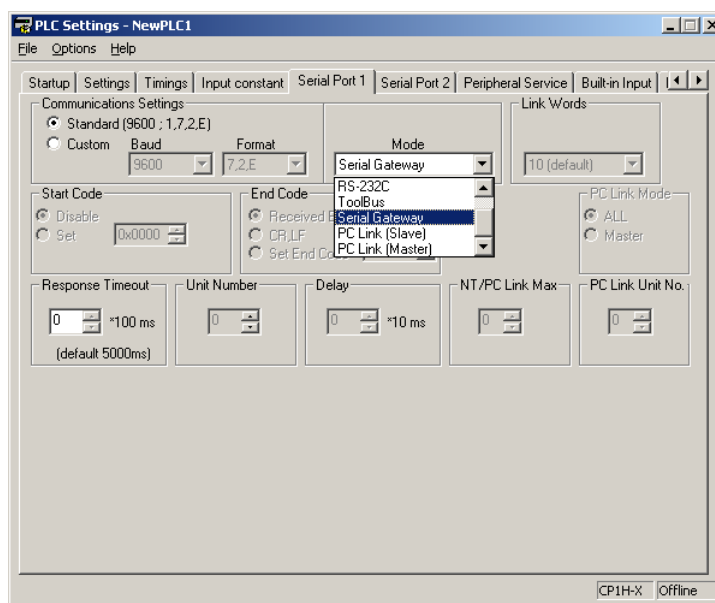 PLC Settings - NewPLC1
File Options Help
Startup Settings Timings Input constant Serial Port 1 Serial Port 2 Peripheral Service Built-in Input
Communications Settings
Link Words
Standard (9600 ; 1,7,2,E)
Custom Baud Format Mode
9600 7,2,E Serial Gateway 10 (default)
RS-232C
ToolBus
Serial Gateway
PC Link (Slave)
PC Link (Master)
Start Code End Code PC Link Mode
Disable Received ALL
Set 0x0000 CR,LF Master
Set End
Response Timeout Unit Number Delay NT/PC Link Max PC Link Unit No.
0 *100 ms 0 0 *10 ms 0 0
(default 5000ms)
CP1H-X Offline